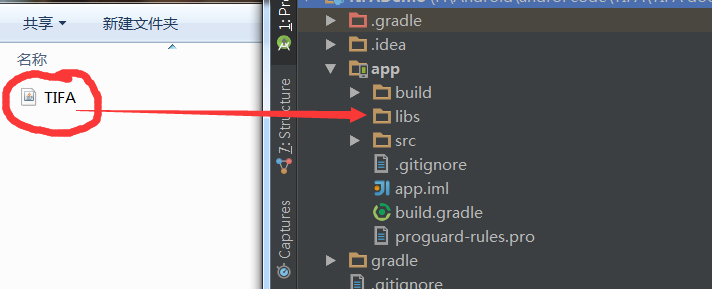 共享
新建文件夹
名称
TIFA
1: Pr
7: Structure
Captures
.gradle
.idea
app
build
libs
src
.gitignore
app.iml
build.gradle
proguard-rules.pro
gradle
.gitignore